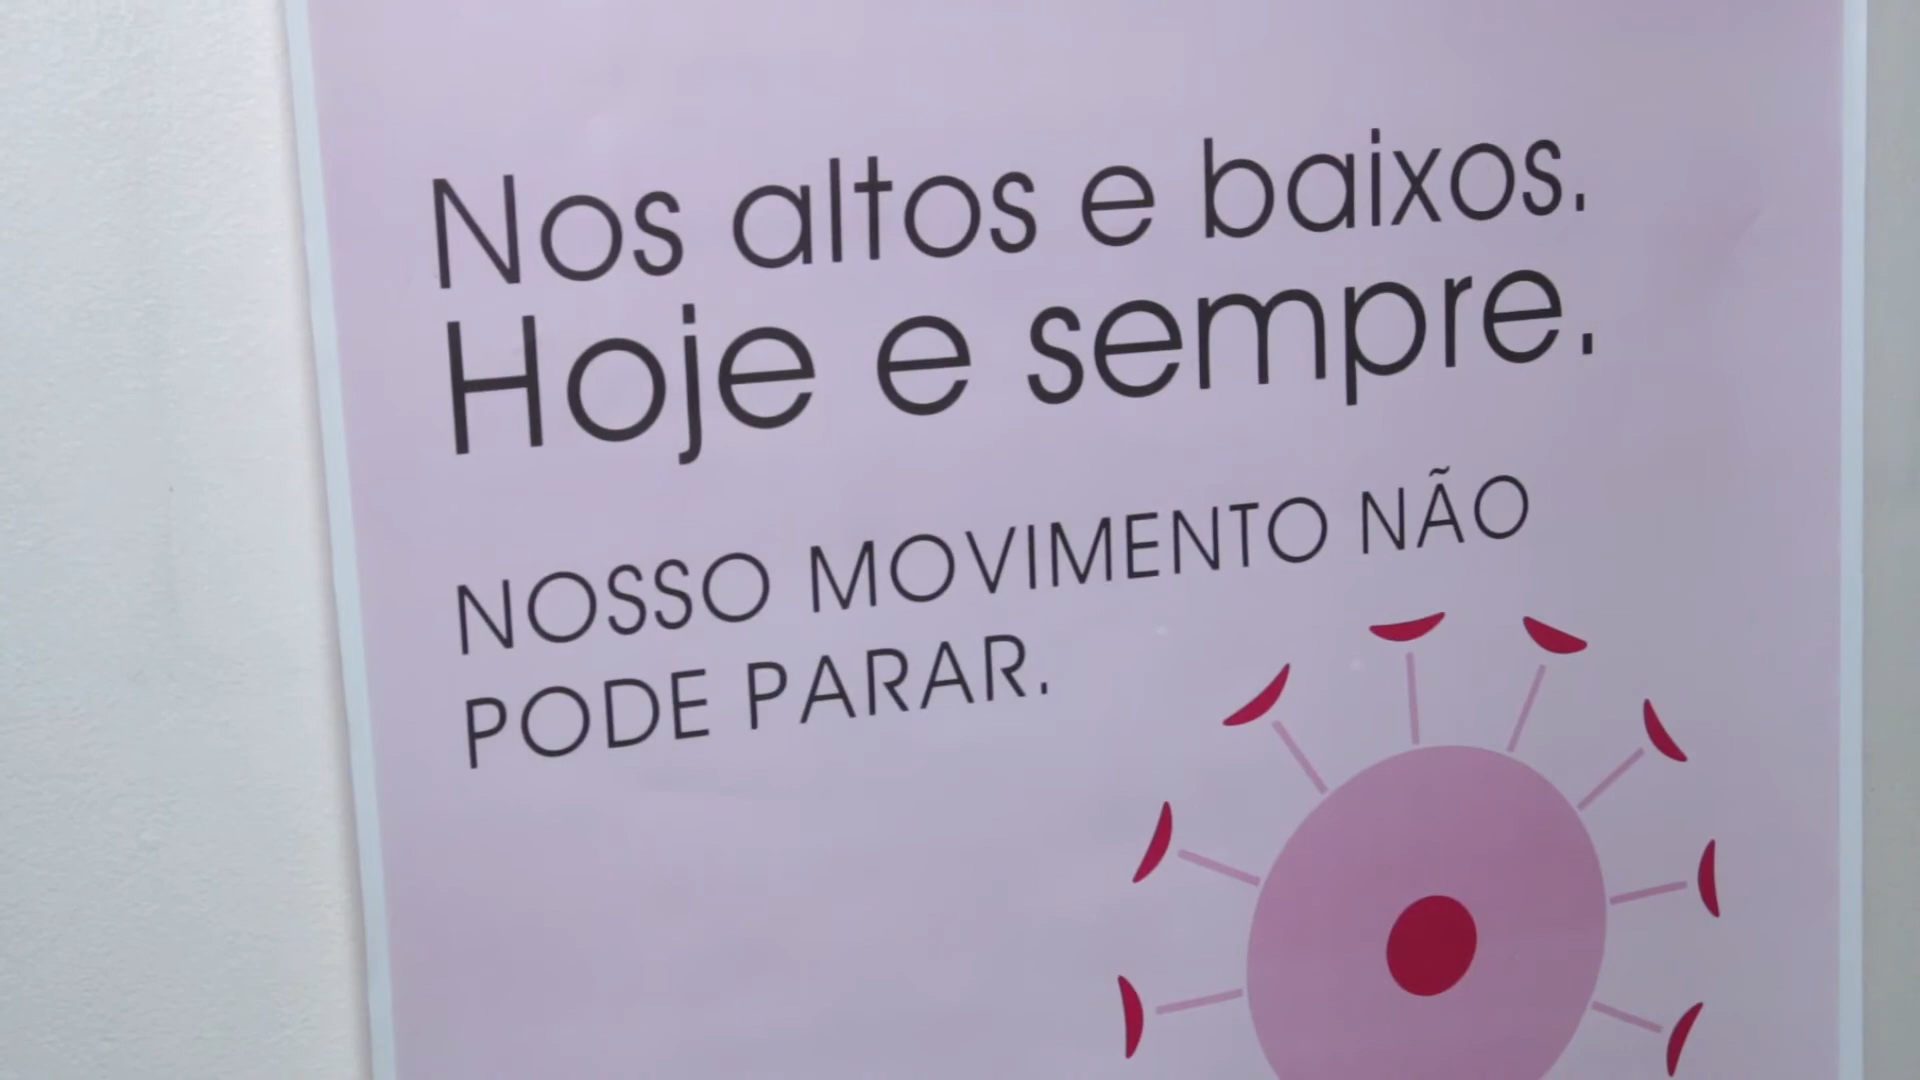 Nos altos e baixos.
Hoje e sempre.
NOSSO MOVIMENTO NÃO
PODE PARAR.